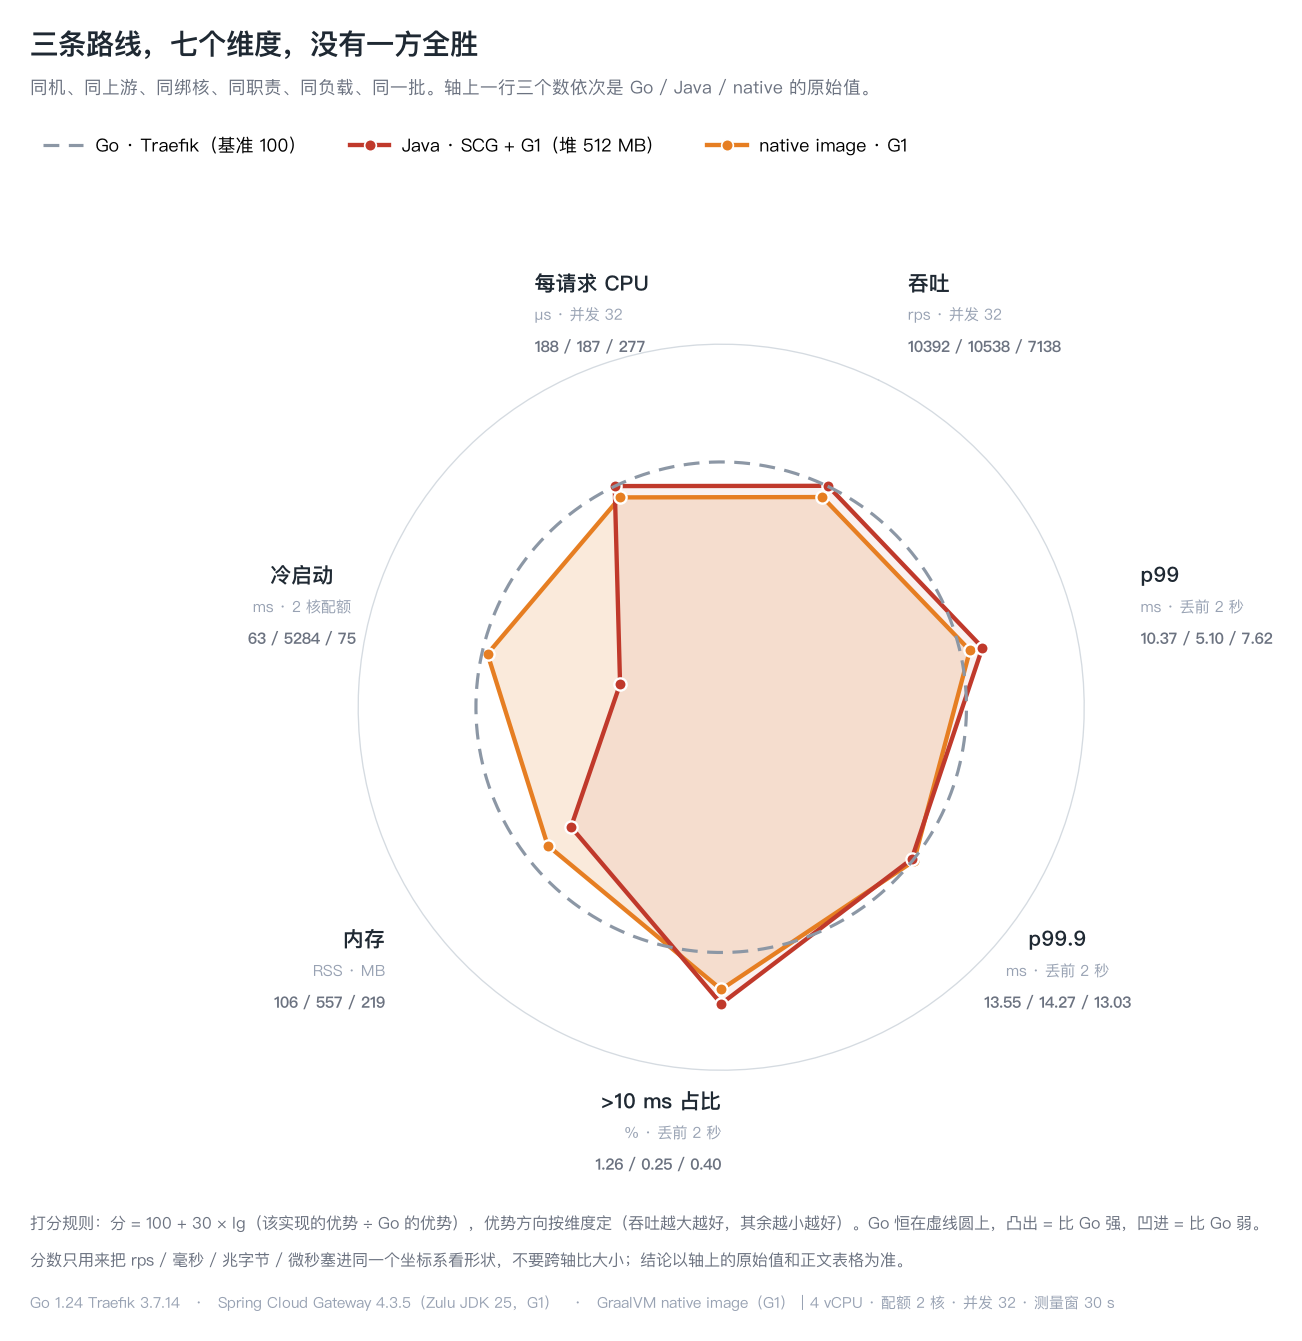 三条路线，七个维度，没有一方全胜
同机、同上游、同绑核、同职责、同负载、同一批。轴上一行三个数依次是 Go / Java / native 的原始值。
Go · Traefik（基准 100）
Java · SCG + G1（堆 512 MB）
native image · G1
每请求 CPU
µs · 并发 32
188 / 187 / 277
吞吐
rps · 并发 32
10392 / 10538 / 7138
冷启动
ms · 2 核配额
63 / 5284 / 75
p99
ms · 丢前 2 秒
10.37 / 5.10 / 7.62
内存
RSS · MB
106 / 557 / 219
p99.9
ms · 丢前 2 秒
13.55 / 14.27 / 13.03
>10 ms 占比
% · 丢前 2 秒
1.26 / 0.25 / 0.40
打分规则：分 = 100 + 30 × lg（该实现的优势 ÷ Go 的优势），优势方向按维度定（吞吐越大越好，其余越小越好）。Go 恒在虚线圆上，凸出 = 比 Go 强，凹进 = 比 Go 弱。
分数只用来把 rps / 毫秒 / 兆字节 / 微秒塞进同一个坐标系看形状，不要跨轴比大小；结论以轴上的原始值和正文表格为准。
Go 1.24 Traefik 3.7.14 · Spring Cloud Gateway 4.3.5（Zulu JDK 25，G1） · GraalVM native image（G1）｜4 vCPU · 配额 2 核 · 并发 32 · 测量窗 30 s